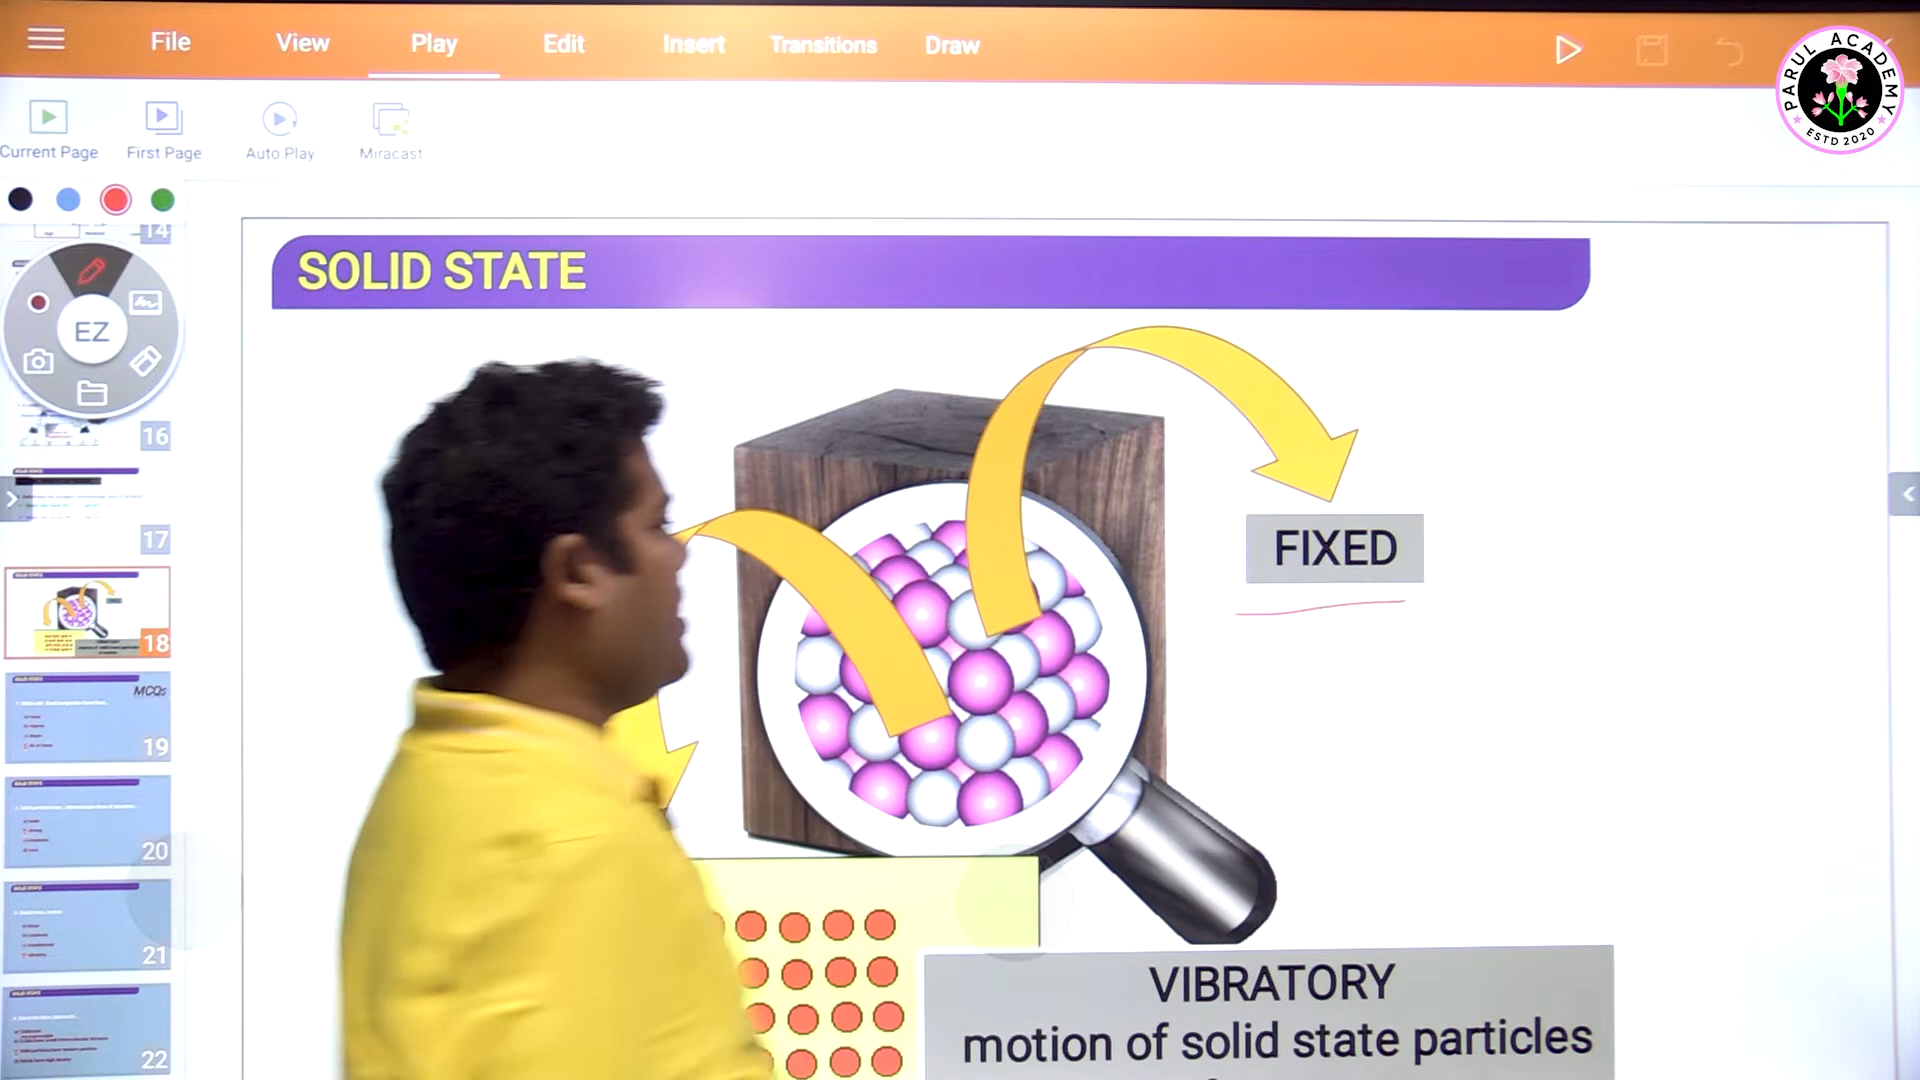 File View Play Edit Insert Transitions Draw
PARUL ACADEMY
ESTD 2020
Current Page First Page Auto Play Miracast
EZ
14
16
17
18
19
20
21
22
MCQs
SOLID STATE
FIXED
VIBRATORY
motion of solid state particles